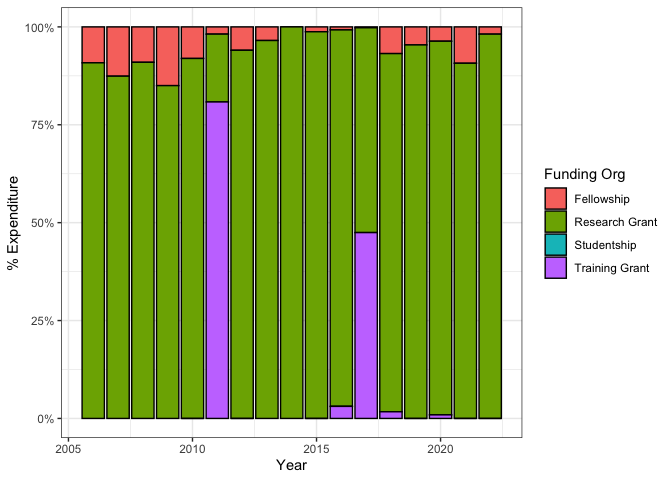 100%
75%
50%
25%
0%
% Expenditure
2005
2010
2015
2020
Year
Funding Org
Fellowship
Research Grant
Studentship
Training Grant